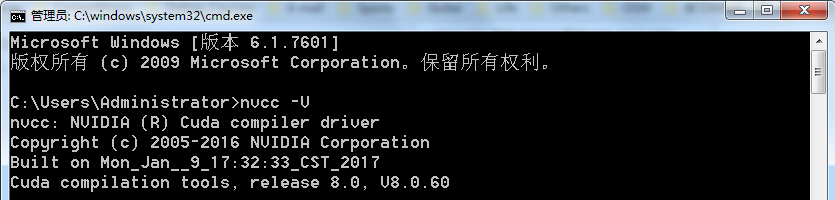 管理员: C:\windows\system32\cmd.exe
Microsoft Windows [版本 6.1.7601]
版权所有 (c) 2009 Microsoft Corporation。保留所有权利。
C:\Users\Administrator>nvcc -V
nvcc: NVIDIA (R) Cuda compiler driver
Copyright (c) 2005-2016 NVIDIA Corporation
Built on Mon_Jan__9_17:32:33_CST_2017
Cuda compilation tools, release 8.0, V8.0.60